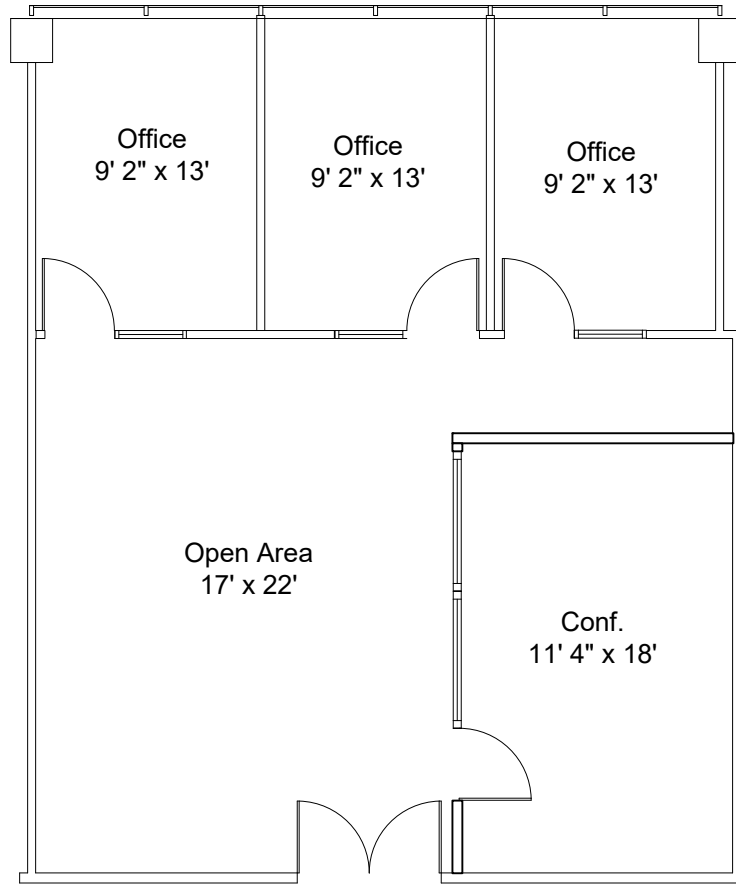 Office
9' 2" x 13'
Office
9' 2" x 13'
Office
9' 2" x 13'
Open Area
17' x 22'
Conf.
11' 4" x 18'